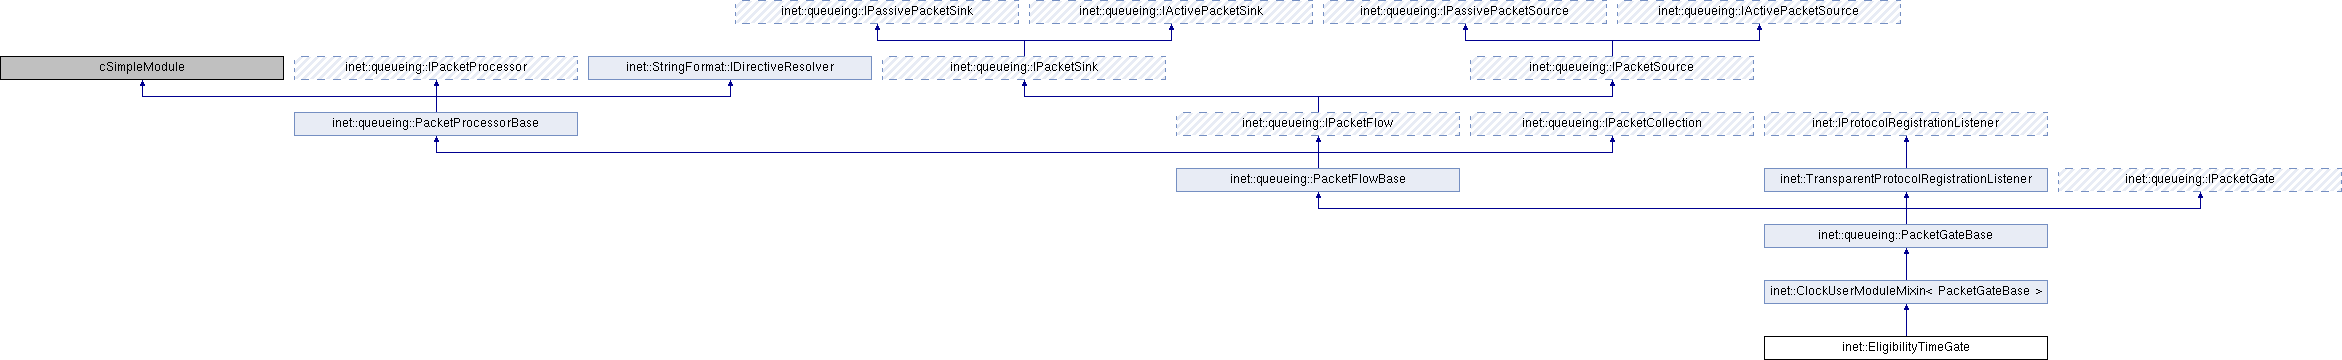 inet::queueing::IPassivePacketSink
inet::queueing::IActivePacketSink
inet::queueing::IPassivePacketSource
inet::queueing::IActivePacketSource
cSimpleModule
inet::queueing::IPacketProcessor
inet::StringFormat::IDirectiveResolver
inet::queueing::IPacketSink
inet::queueing::IPacketSource
inet::queueing::PacketProcessorBase
inet::queueing::IPacketFlow
inet::queueing::IPacketCollection
inet::IProtocolRegistrationListener
inet::queueing::PacketFlowBase
inet::TransparentProtocolRegistrationListener
inet::queueing::IPacketGate
inet::queueing::PacketGateBase
inet::ClockUserModuleMixin< PacketGateBase >
inet::EligibilityTimeGate